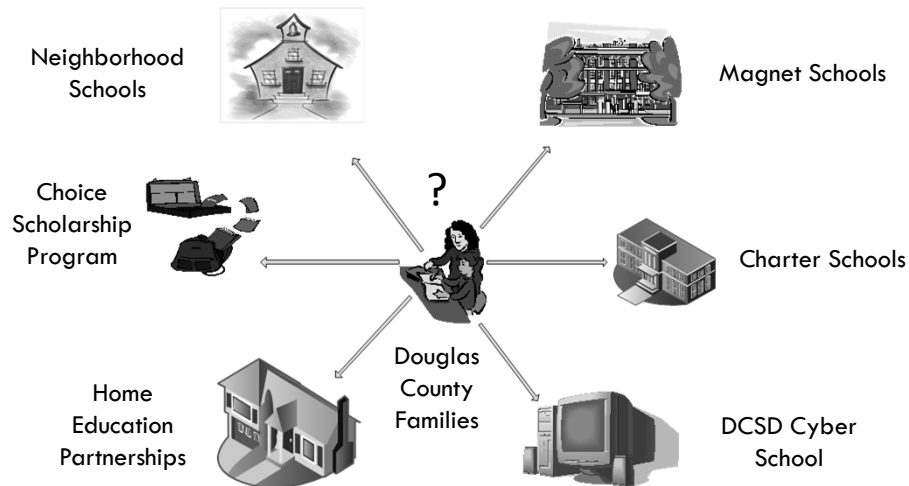 Neighborhood
Schools
Magnet Schools
?
Choice
Scholarship
Program
Charter Schools
Douglas
County
Families
Home
Education
Partnerships
DCSD Cyber
School